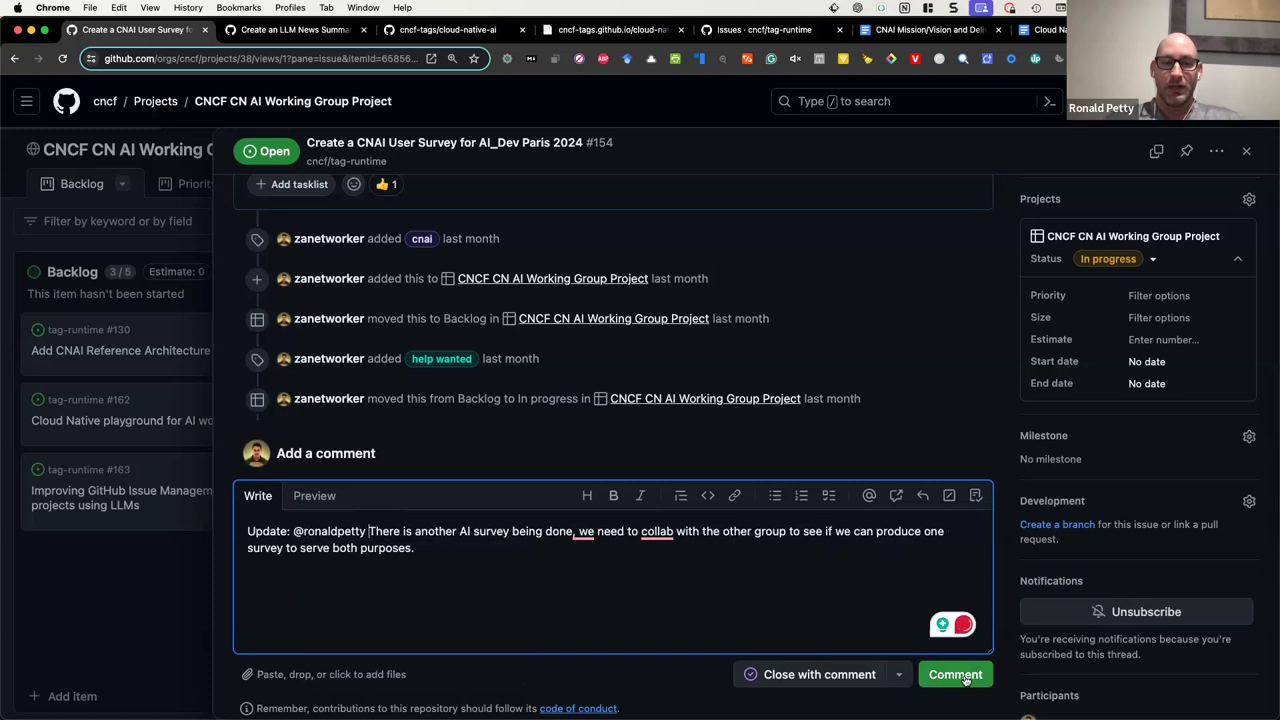 Chrome File Edit View History Bookmarks Profiles Tab Window Help
Create a CNAI User Survey fo
Create an LLM News Summar
cncf-tags/cloud-native-ai
cncf-tags.github.io/cloud-nat
Issues · cncf/tag-runtime
CNAI Mission/Vision and Deli
Cloud Na
github.com/orgs/cncf/projects/38/views/1?pane=issue&itemId=65856...
Ronald Petty
cncf / Projects / CNCF CN AI Working Group Project
Type / to search
CNCF CN AI Working G
Backlog
Priority
Filter by keyword or by field
Backlog 3 / 5 Estimate: 0
This item hasn't been started
tag-runtime #130
Add CNAI Reference Architecture
tag-runtime #162
Cloud Native playground for AI wo
tag-runtime #163
Improving GitHub Issue Managem
projects using LLMs
Add item
Open
Create a CNAI User Survey for AI_Dev Paris 2024 #154
cncf/tag-runtime
Add tasklist
1
zanetworker added cnai last month
zanetworker added this to CNCF CN AI Working Group Project last month
zanetworker moved this to Backlog in CNCF CN AI Working Group Project last month
zanetworker added help wanted last month
zanetworker moved this from Backlog to In progress in CNCF CN AI Working Group Project last month
Add a comment
Write Preview
Update: @ronaldpetty There is another AI survey being done, we need to collab with the other group to see if we can produce one
survey to serve both purposes.
Paste, drop, or click to add files
Close with comment
Comment
Remember, contributions to this repository should follow its code of conduct.
Projects
CNCF CN AI Working Group Project
Status In progress
Priority Filter options
Size Filter options
Estimate Enter number...
Start date No date
End date No date
Milestone
No milestone
Development
Create a branch for this issue or link a pull
request.
Notifications
Unsubscribe
You're receiving notifications because you're
subscribed to this thread.
Participants